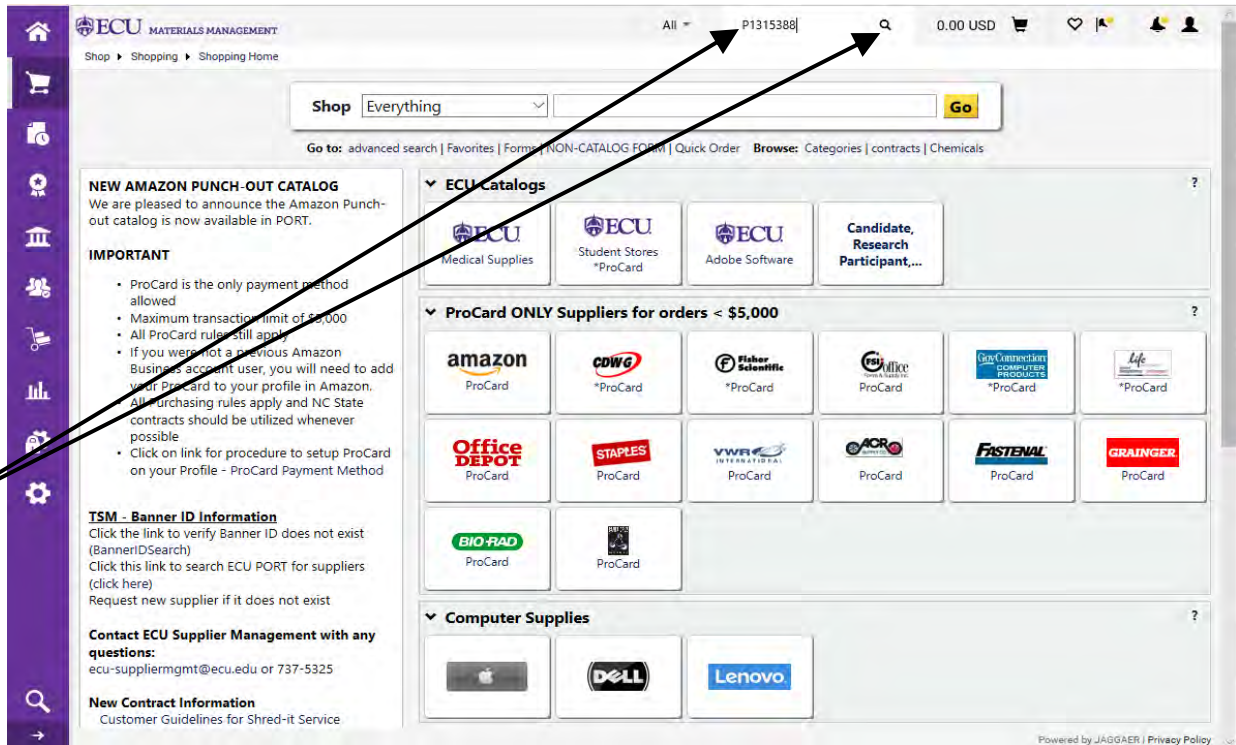 ECU MATERIALS MANAGEMENT
All
P1315388
0.00 USD
Shop Shopping Shopping Home
Shop Everything
Go
Go to: advanced search | Favorites | Forms | NON-CATALOG FORM | Quick Order Browse: Categories | contracts | Chemicals
NEW AMAZON PUNCH-OUT CATALOG
We are pleased to announce the Amazon Punch-
out catalog is now available in PORT.
IMPORTANT
• ProCard is the only payment method
allowed
• Maximum transaction limit of $5,000
• All ProCard rules still apply
• If you were not a previous Amazon
Business account user, you will need to add
your ProCard to your profile in Amazon.
• All Purchasing rules apply and NC State
contracts should be utilized whenever
possible
• Click on link for procedure to setup ProCard
on your Profile - ProCard Payment Method
TSM - Banner ID Information
Click the link to verify Banner ID does not exist
(BannerIDSearch)
Click this link to search ECU PORT for suppliers
(click here)
Request new supplier if it does not exist
Contact ECU Supplier Management with any
questions:
ecu-suppliermgmt@ecu.edu or 737-5325
New Contract Information
Customer Guidelines for Shred-it Service
ECU Catalogs
?
ECU
Medical Supplies
ECU
Student Stores
*ProCard
ECU
Adobe Software
Candidate,
Research
Participant,...
ProCard ONLY Suppliers for orders < $5,000
?
amazon
ProCard
CDWG
*ProCard
Fisher
Scientific
*ProCard
FSIoffice
ProCard
GovConnection
COMPUTER
PRODUCTS
*ProCard
life
*ProCard
Office
DEPOT
ProCard
STAPLES
ProCard
VWR
INTERNATIONAL
ProCard
ACR
ProCard
FASTENAL
ProCard
GRAINGER
ProCard
BIO-RAD
ProCard
ProCard
Computer Supplies
?
DELL
Lenovo
Powered by JAGGAER | Privacy Policy